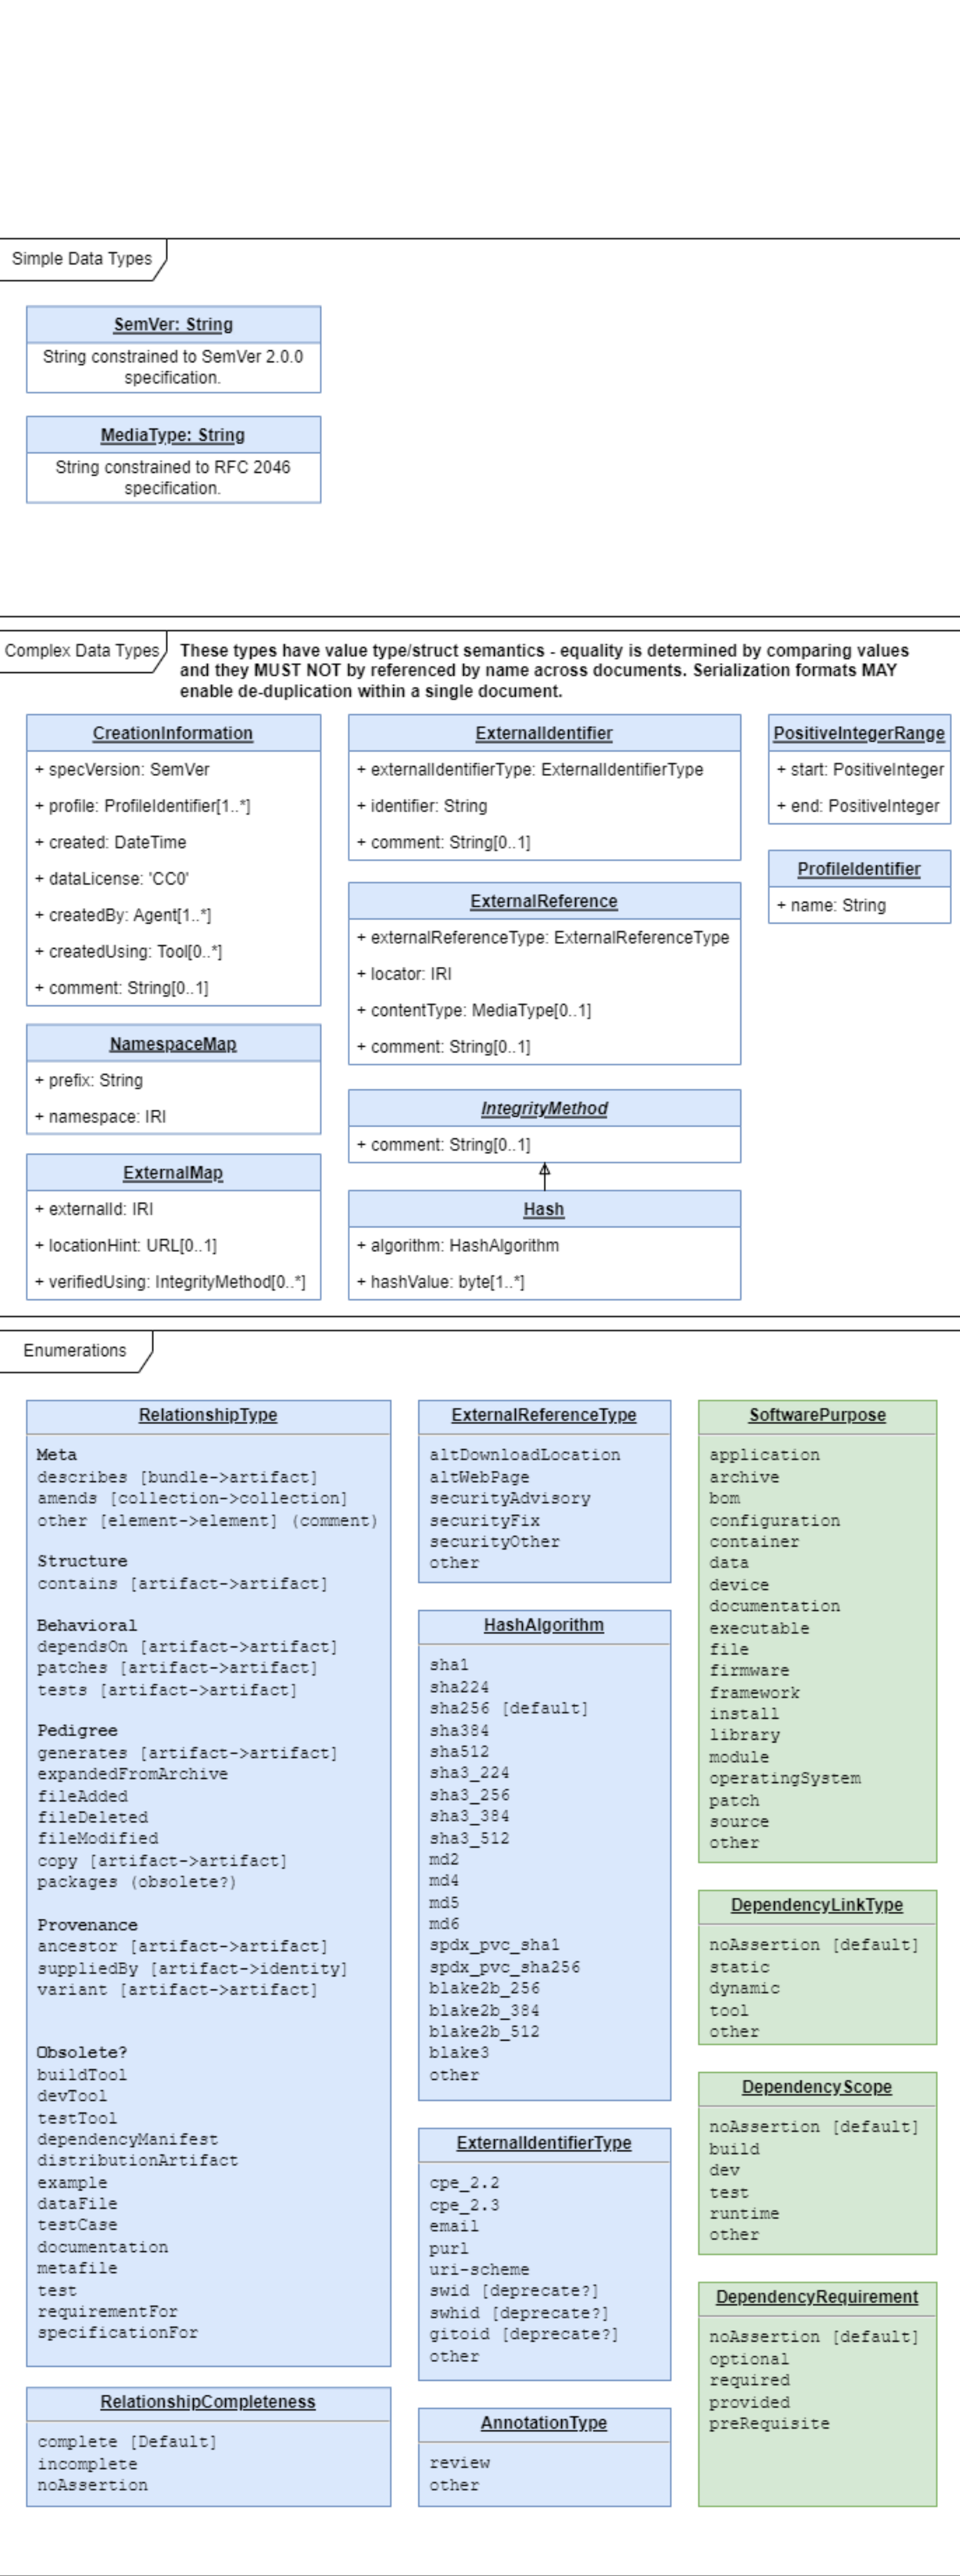 Simple Data Types
SemVer: String
String constrained to SemVer 2.0.0
specification.
MediaType: String
String constrained to RFC 2046
specification.
Complex Data Types
These types have value type/struct semantics - equality is determined by comparing values
and they MUST NOT by referenced by name across documents. Serialization formats MAY
enable de-duplication within a single document.
CreationInformation
+ specVersion: SemVer
+ profile: ProfileIdentifier[1..*]
+ created: DateTime
+ dataLicense: 'CC0'
+ createdBy: Agent[1..*]
+ createdUsing: Tool[0..*]
+ comment: String[0..1]
NamespaceMap
+ prefix: String
+ namespace: IRI
ExternalMap
+ externalId: IRI
+ locationHint: URL[0..1]
+ verifiedUsing: IntegrityMethod[0..*]
ExternalIdentifier
+ externalIdentifierType: ExternalIdentifierType
+ identifier: String
+ comment: String[0..1]
ExternalReference
+ externalReferenceType: ExternalReferenceType
+ locator: IRI
+ contentType: MediaType[0..1]
+ comment: String[0..1]
IntegrityMethod
+ comment: String[0..1]
Hash
+ algorithm: HashAlgorithm
+ hashValue: byte[1..*]
PositiveIntegerRange
+ start: PositiveInteger
+ end: PositiveInteger
ProfileIdentifier
+ name: String
Enumerations
RelationshipType
Meta
describes [bundle->artifact]
amends [collection->collection]
other [element->element] (comment)
Structure
contains [artifact->artifact]
Behavioral
dependsOn [artifact->artifact]
patches [artifact->artifact]
tests [artifact->artifact]
Pedigree
generates [artifact->artifact]
expandedFromArchive
fileAdded
fileDeleted
fileModified
copy [artifact->artifact]
packages (obsolete?)
Provenance
ancestor [artifact->artifact]
suppliedBy [artifact->identity]
variant [artifact->artifact]
Obsolete?
buildTool
devTool
testTool
dependencyManifest
distributionArtifact
example
dataFile
testCase
documentation
metafile
test
requirementFor
specificationFor
RelationshipCompleteness
complete [Default]
incomplete
noAssertion
ExternalReferenceType
altDownloadLocation
altWebPage
securityAdvisory
securityFix
securityOther
other
HashAlgorithm
sha1
sha224
sha256 [default]
sha384
sha512
sha3_224
sha3_256
sha3_384
sha3_512
md2
md4
md5
md6
spdx_pvc_sha1
spdx_pvc_sha256
blake2b_256
blake2b_384
blake2b_512
blake3
other
ExternalIdentifierType
cpe_2.2
cpe_2.3
email
purl
uri-scheme
swid [deprecate?]
swhid [deprecate?]
gitoid [deprecate?]
other
AnnotationType
review
other
SoftwarePurpose
application
archive
bom
configuration
container
data
device
documentation
executable
file
firmware
framework
install
library
module
operatingSystem
patch
source
other
DependencyLinkType
noAssertion [default]
static
dynamic
tool
other
DependencyScope
noAssertion [default]
build
dev
test
runtime
other
DependencyRequirement
noAssertion [default]
optional
required
provided
preRequisite